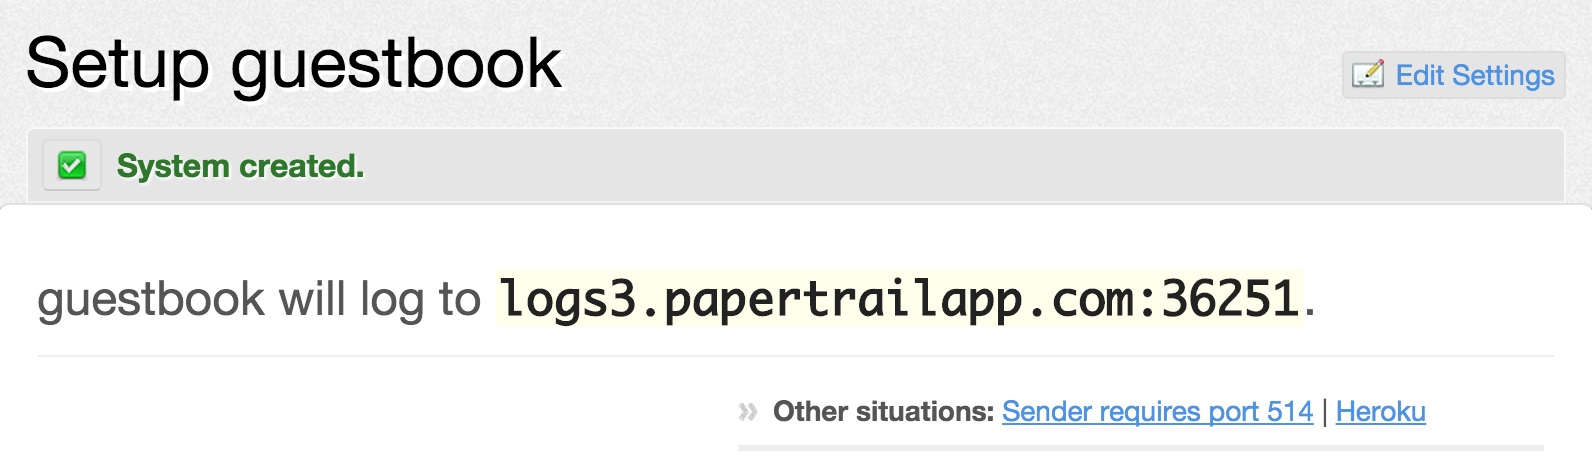 Setup guestbook
Edit Settings
System created.
guestbook will log to logs3.papertrailapp.com:36251.
» Other situations: Sender requires port 514 | Heroku